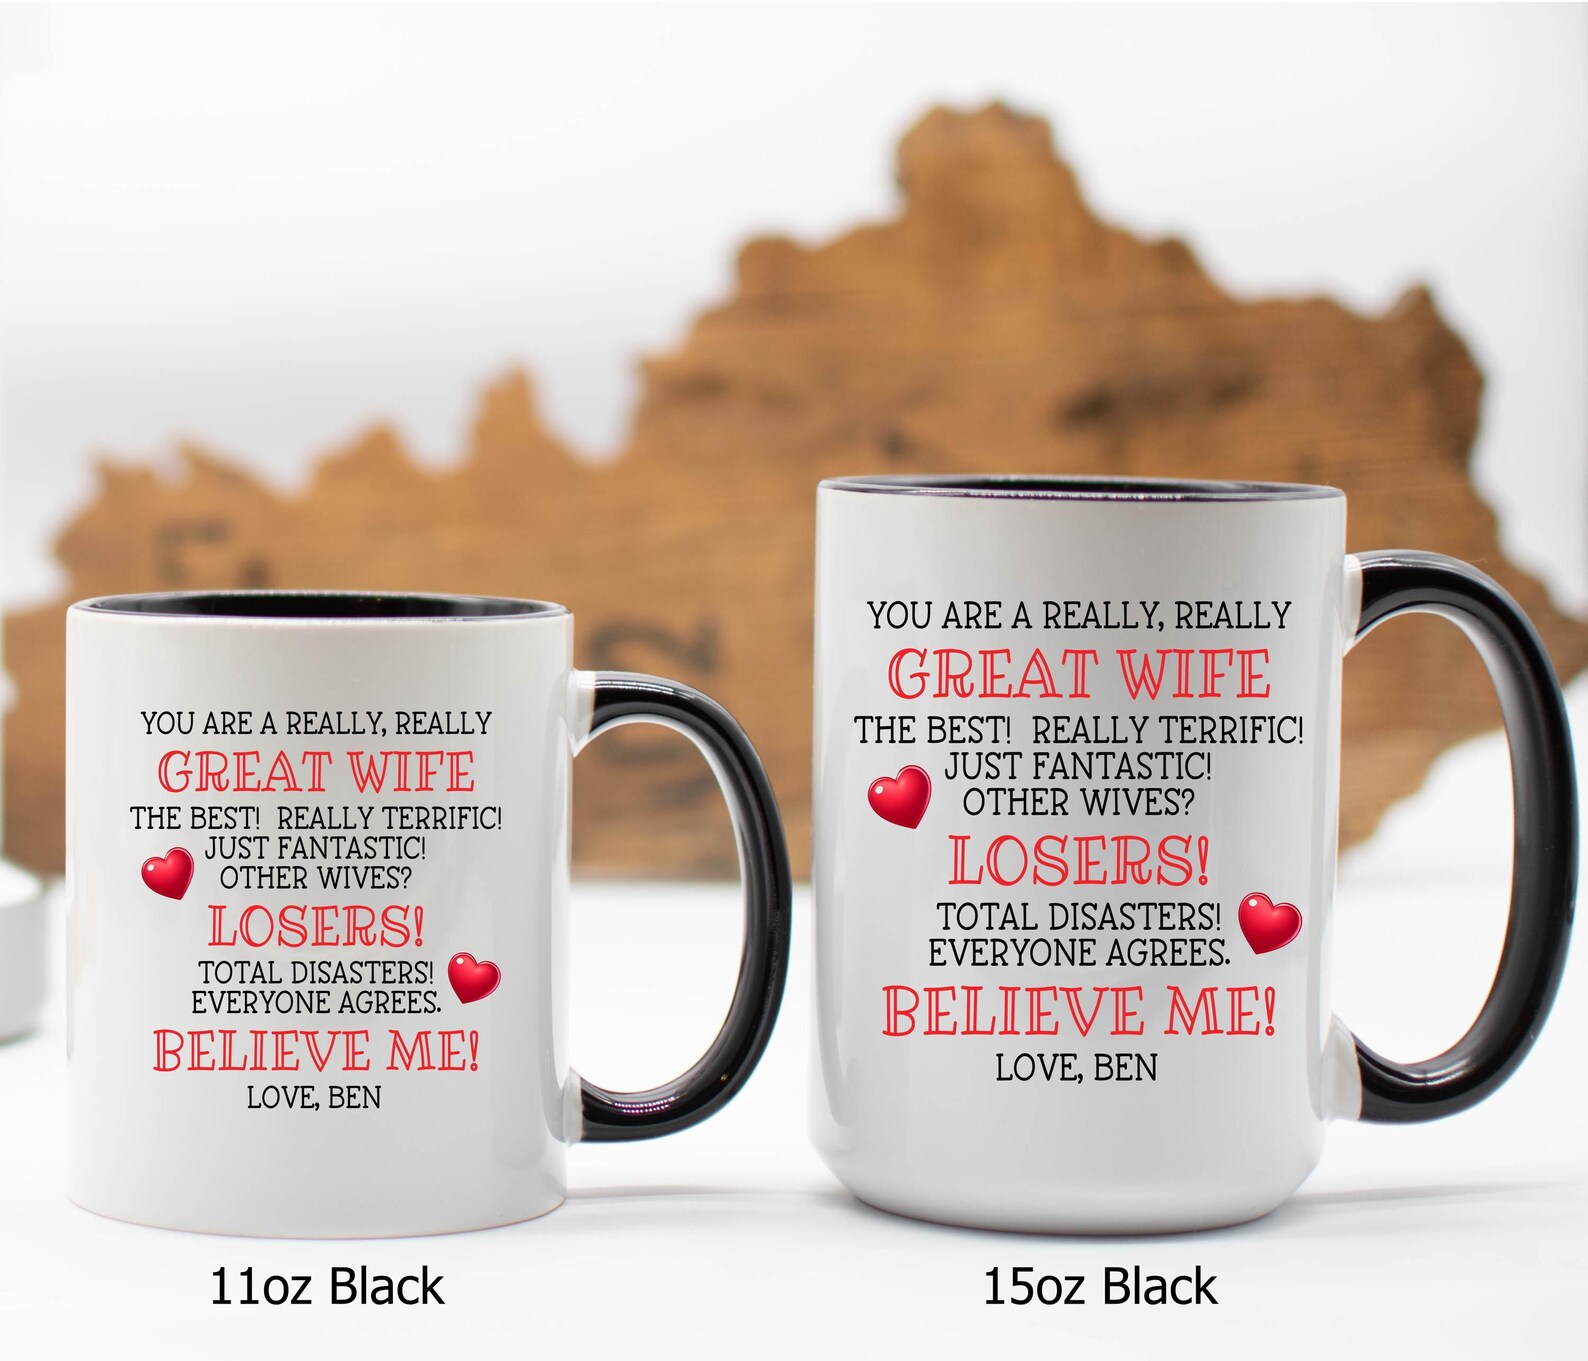 YOU ARE A REALLY, REALLY
GREAT WIFE
THE BEST! REALLY TERRIFIC!
JUST FANTASTIC!
OTHER WIVES?
LOSERS!
TOTAL DISASTERS!
EVERYONE AGREES.
BELIEVE ME!
LOVE, BEN
11oz Black
YOU ARE A REALLY, REALLY
GREAT WIFE
THE BEST! REALLY TERRIFIC!
JUST FANTASTIC!
OTHER WIVES?
LOSERS!
TOTAL DISASTERS!
EVERYONE AGREES.
BELIEVE ME!
LOVE, BEN
15oz Black